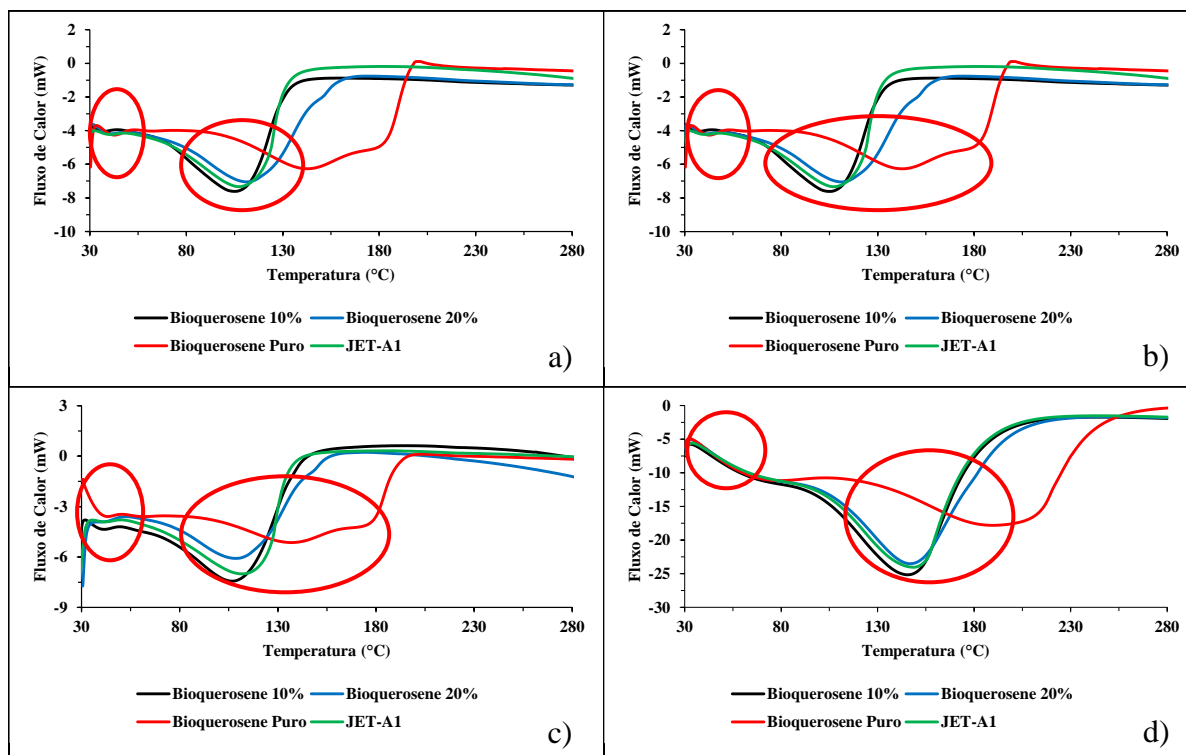 2
0
-2
-4
-6
-8
-10
Fluxo de Calor (mW)
30 80 130 180 230 280
Temperatura (°C)
Bioquerosene 10% Bioquerosene 20%
Bioquerosene Puro JET-A1
a)
2
0
-2
-4
-6
-8
-10
Fluxo de Calor (mW)
30 80 130 180 230 280
Temperatura (°C)
Bioquerosene 10% Bioquerosene 20%
Bioquerosene Puro JET-A1
b)
3
0
-3
-6
-9
Fluxo de Calor (mW)
30 80 130 180 230 280
Temperatura (°C)
Bioquerosene 10% Bioquerosene 20%
Bioquerosene Puro JET-A1
c)
0
-5
-10
-15
-20
-25
-30
Fluxo de Calor (mW)
30 80 130 180 230 280
Temperatura (°C)
Bioquerosene 10% Bioquerosene 20%
Bioquerosene Puro JET-A1
d)